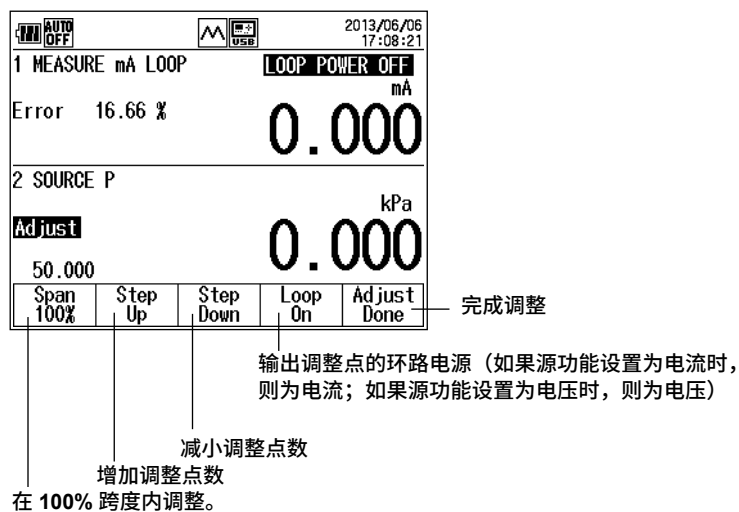 AUTO OFF
USB
2013/06/06
17:08:21
1 MEASURE mA LOOP
LOOP POWER OFF
mA
Error 16.66 %
0.000
2 SOURCE P
kPa
Adjust
0.000
50.000
Span 100%
Step Up
Step Down
Loop On
Adjust Done
完成调整
输出调整点的环路电源（如果源功能设置为电流时，
则为电流；如果源功能设置为电压时，则为电压）
减小调整点数
增加调整点数
在 100% 跨度内调整。